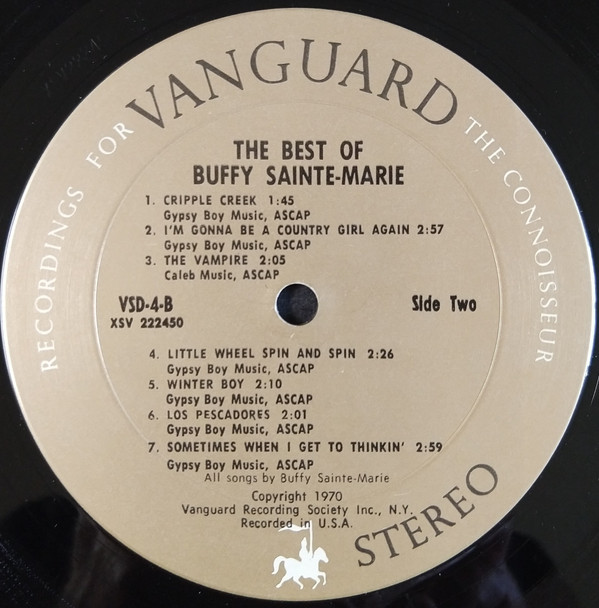 RECORDINGS FOR
VANGUARD
THE CONNOISSEUR
THE BEST OF
BUFFY SAINTE-MARIE
1. CRIPPLE CREEK 1:45
Gypsy Boy Music, ASCAP
2. I'M GONNA BE A COUNTRY GIRL AGAIN 2:57
Gypsy Boy Music, ASCAP
3. THE VAMPIRE 2:05
Caleb Music, ASCAP
VSD-4-B
XSV 222450
Side Two
4. LITTLE WHEEL SPIN AND SPIN 2:26
Gypsy Boy Music, ASCAP
5. WINTER BOY 2:10
Gypsy Boy Music, ASCAP
6. LOS PESCADORES 2:01
Gypsy Boy Music, ASCAP
7. SOMETIMES WHEN I GET TO THINKIN' 2:59
Gypsy Boy Music, ASCAP
All songs by Buffy Sainte-Marie
Copyright 1970
Vanguard Recording Society Inc., N.Y.
Recorded in U.S.A.
STEREO